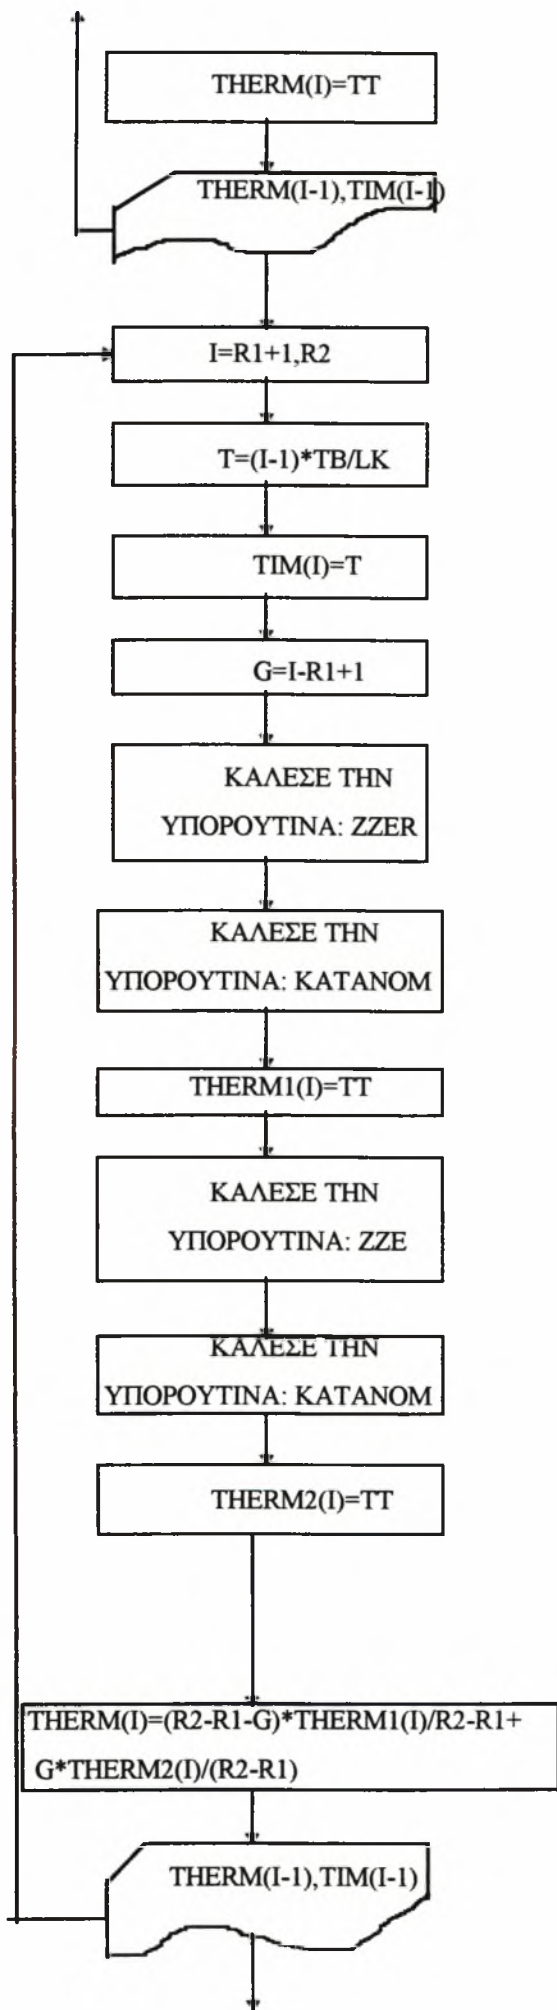 THERM(I)=TT
THERM(I-1),TIM(I-1)
I=R1+1,R2
T=(I-1)*TB/LK
TIM(I)=T
G=I-R1+1
ΚΑΛΕΣΕ ΤΗΝ
ΥΠΟΡΟΥΤΙΝΑ: ZZER
ΚΑΛΕΣΕ ΤΗΝ
ΥΠΟΡΟΥΤΙΝΑ: KATANOM
THERM1(I)=TT
ΚΑΛΕΣΕ ΤΗΝ
ΥΠΟΡΟΥΤΙΝΑ: ZZE
ΚΑΛΕΣΕ ΤΗΝ
ΥΠΟΡΟΥΤΙΝΑ: KATANOM
THERM2(I)=TT
THERM(I)=(R2-R1-G)*THERM1(I)/R2-R1+
G*THERM2(I)/(R2-R1)
THERM(I-1),TIM(I-1)